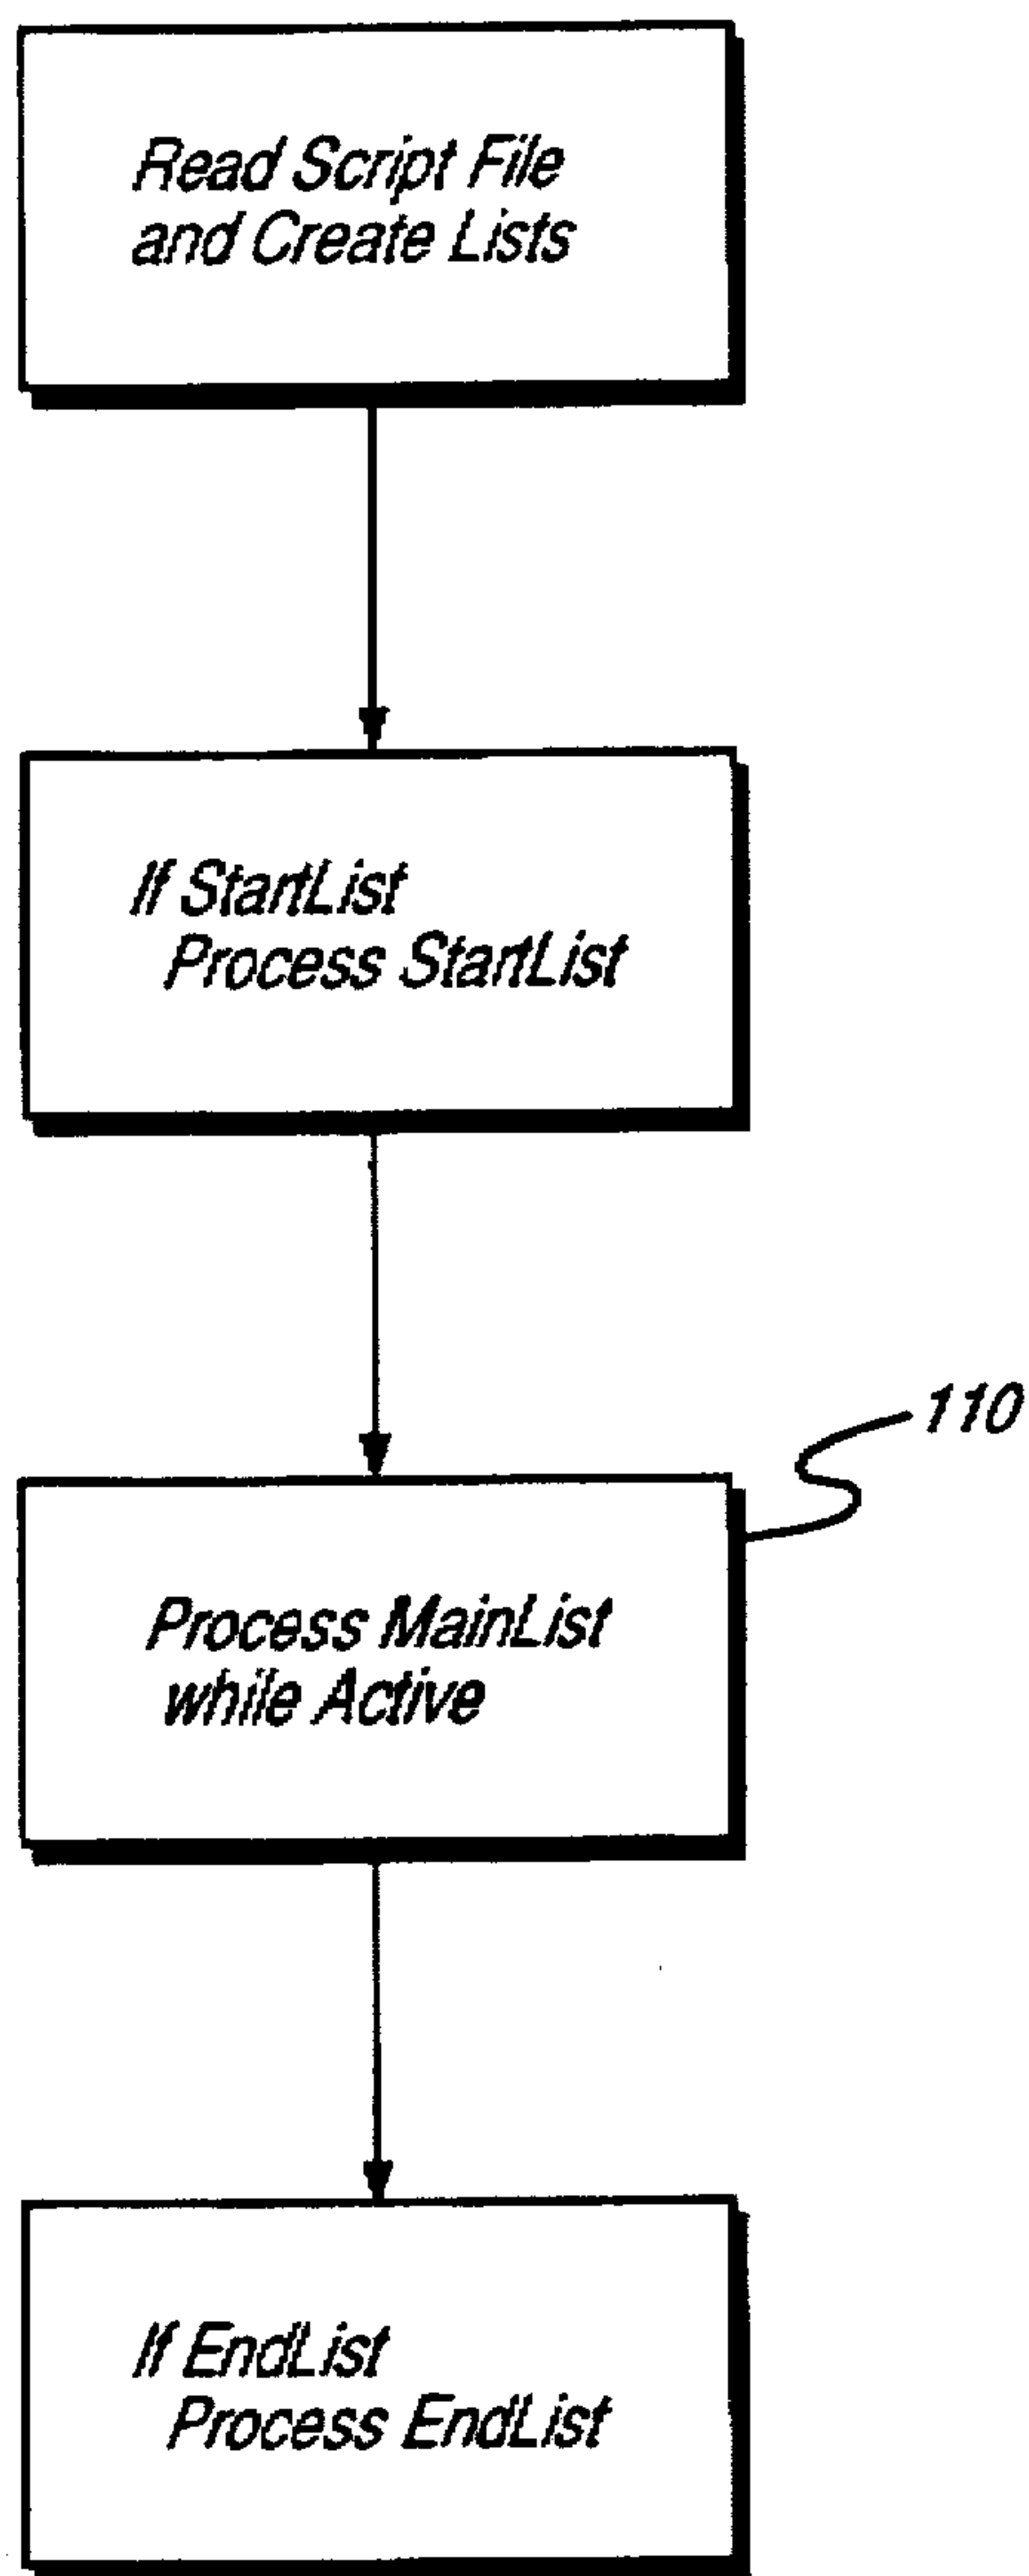 Read Script File
and Create Lists
If StartList
Process StartList
110
Process MainList
while Active
If EndList
Process EndList